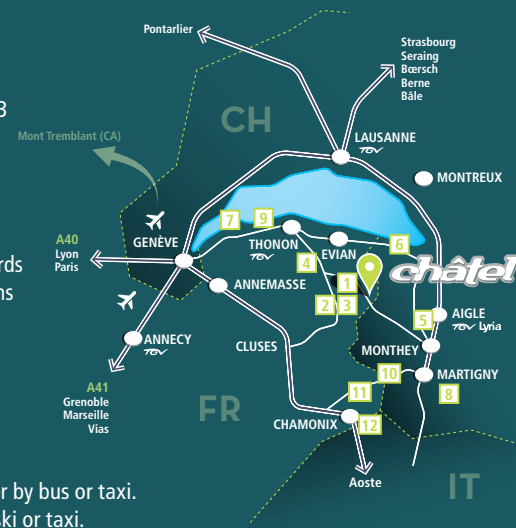 Pontarlier
Strasbourg
Seraing
Bœrsch
Berne
Bâle
3
CH
Mont Tremblant (CA)
LAUSANNE
TGV
MONTREUX
7
9
A40
Lyon
Paris
GENÈVE
THONON
TGV
EVIAN
6
rds
ns
4
1
châtel
ANNEMASSE
2
3
5
AIGLE
TGV Lyria
ANNECY
TGV
CLUSES
MONTHEY
A41
Grenoble
Marseille
Vias
FR
10
MARTIGNY
11
8
CHAMONIX
12
Aoste
IT
er by bus or taxi.
ski or taxi.